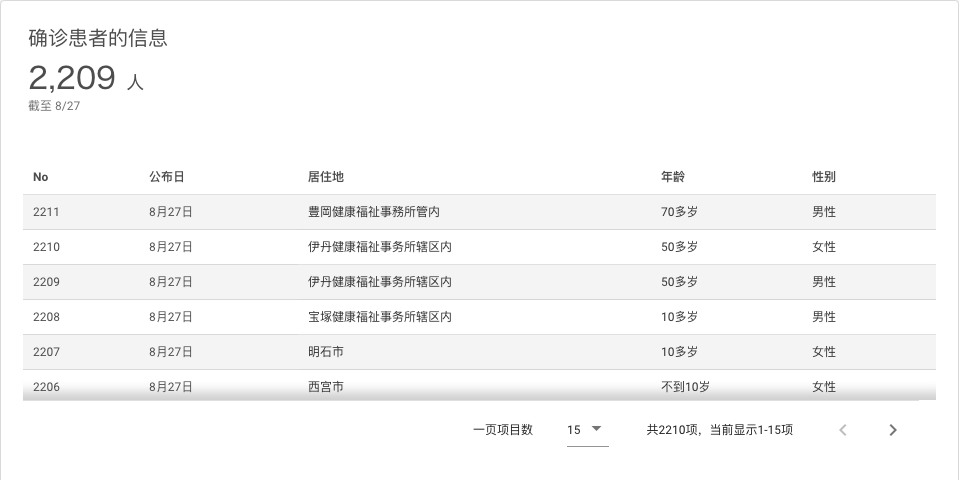 确诊患者的信息
2,209 人
截至 8/27
No 公布日 居住地 年龄 性别
2211 8月27日 豊岡健康福祉事務所管内 70多岁 男性
2210 8月27日 伊丹健康福祉事务所辖区内 50多岁 女性
2209 8月27日 伊丹健康福祉事务所辖区内 50多岁 男性
2208 8月27日 宝塚健康福祉事务所辖区内 10多岁 男性
2207 8月27日 明石市 10多岁 女性
2206 8月27日 西宫市 不到10岁 女性
一页项目数 15 共2210项，当前显示1-15项